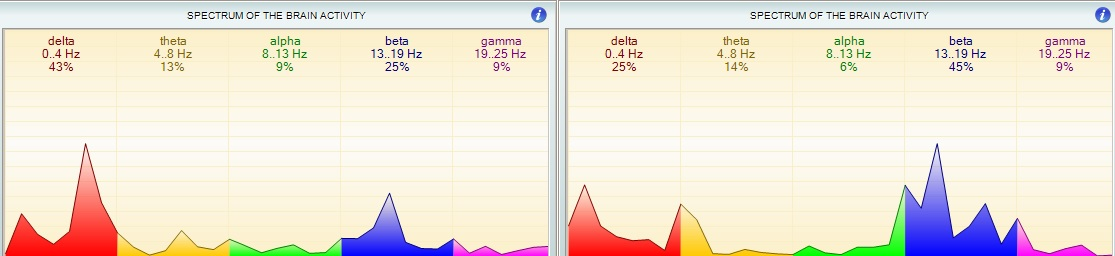 SPECTRUM OF THE BRAIN ACTIVITY
i
delta theta alpha beta gamma
0..4 Hz 4..8 Hz 8..13 Hz 13..19 Hz 19..25 Hz
43% 13% 9% 25% 9%
SPECTRUM OF THE BRAIN ACTIVITY
i
delta theta alpha beta gamma
0..4 Hz 4..8 Hz 8..13 Hz 13..19 Hz 19..25 Hz
25% 14% 6% 45% 9%